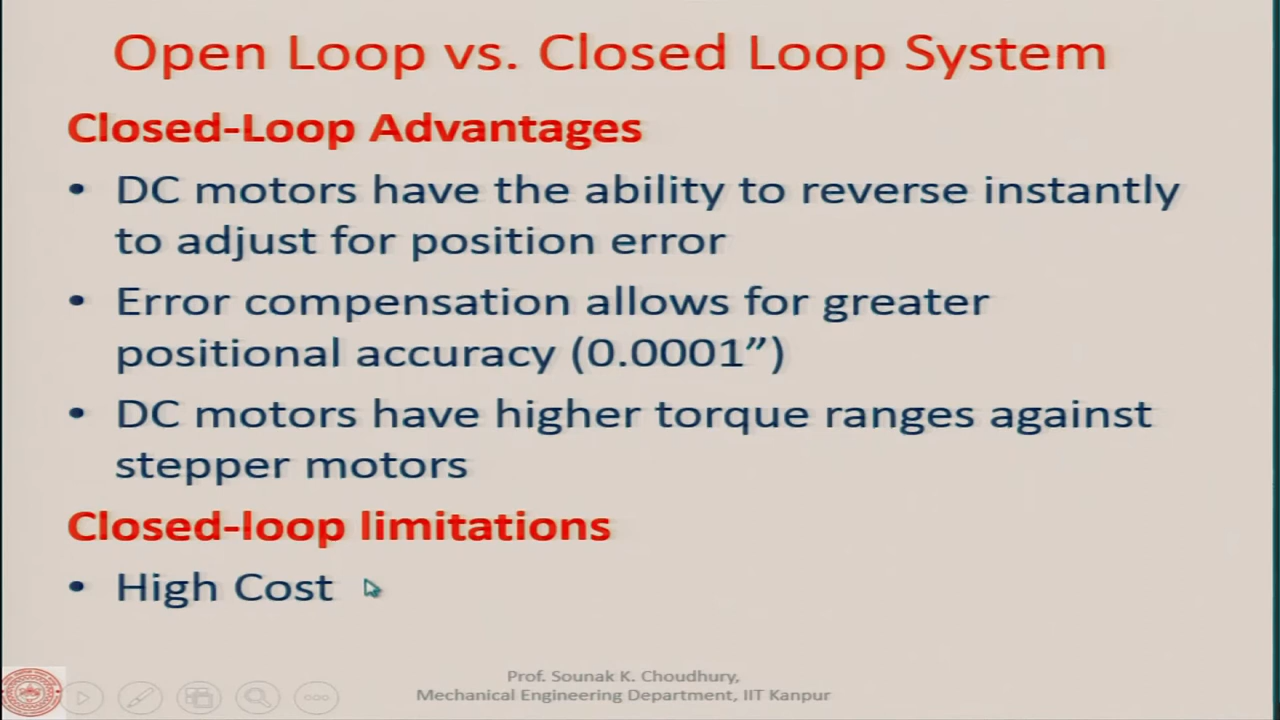 Open Loop vs. Closed Loop System
Closed-Loop Advantages
• DC motors have the ability to reverse instantly
to adjust for position error
• Error compensation allows for greater
positional accuracy (0.0001”)
• DC motors have higher torque ranges against
stepper motors
Closed-loop limitations
• High Cost
Prof. Sounak K. Choudhury,
Mechanical Engineering Department, IIT Kanpur